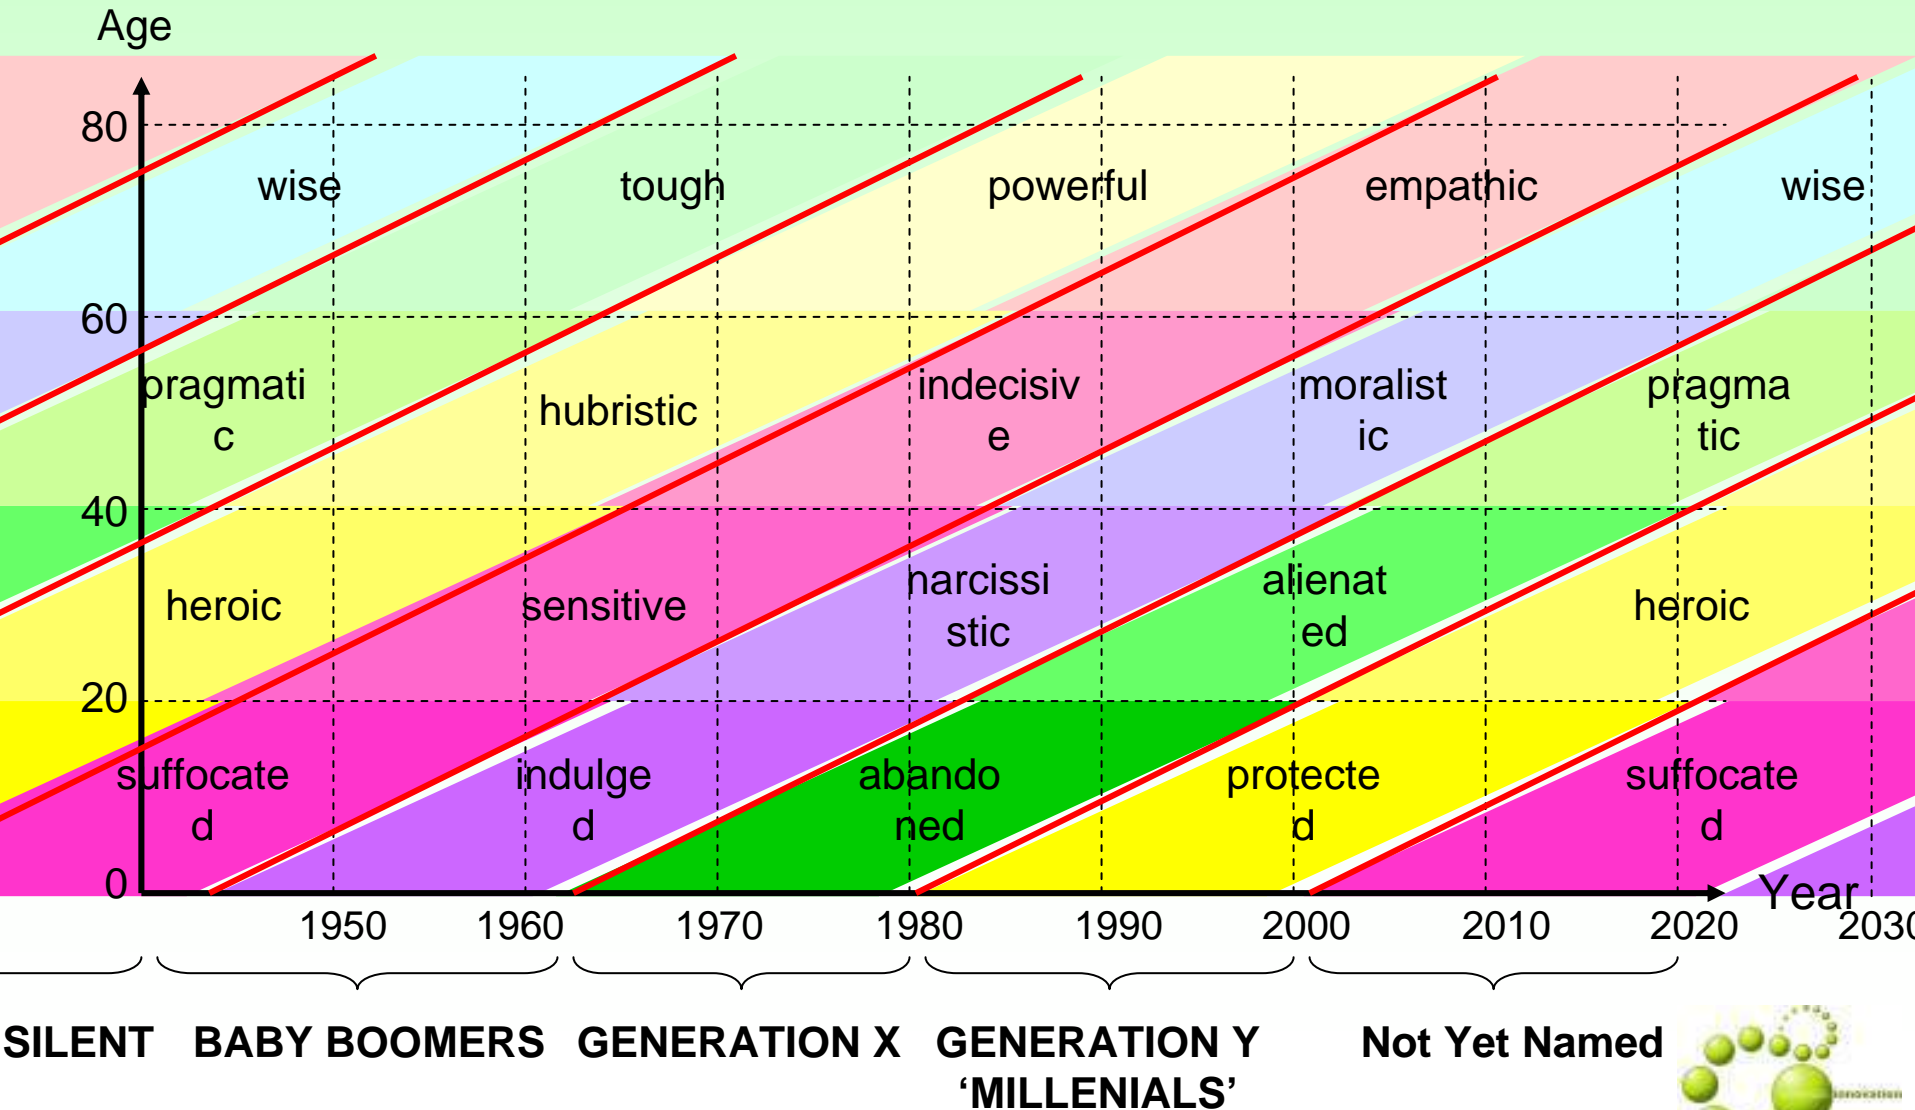 Age
80
wise
tough
powerful
empathic
wise
60
pragmati
c
hubristic
indecisiv
e
moralist
ic
pragma
tic
40
heroic
sensitive
narcissi
stic
alienat
ed
heroic
20
suffocate
d
indulge
d
abando
ned
protecte
d
suffocate
d
0
Year
1950 1960 1970 1980 1990 2000 2010 2020 2030
SILENT BABY BOOMERS GENERATION X GENERATION Y Not Yet Named
‘MILLENIALS’
innovation